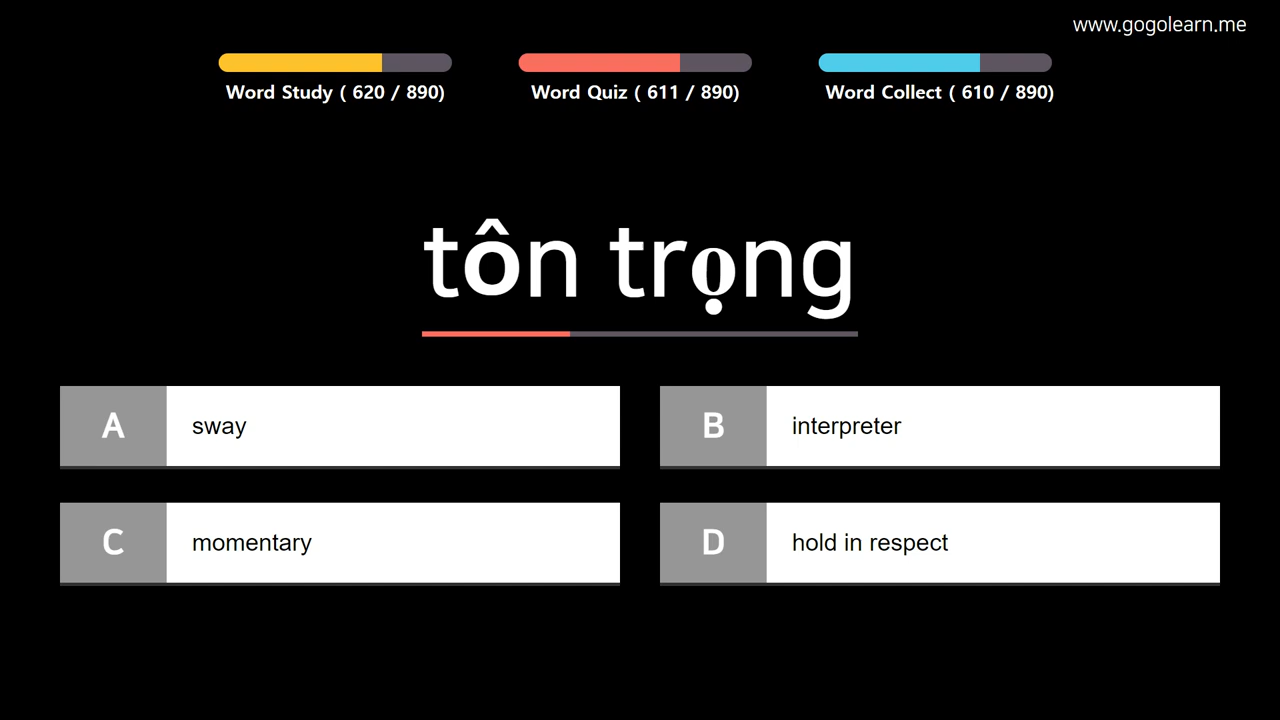 www.gogolearn.me
Word Study ( 620 / 890)
Word Quiz ( 611 / 890)
Word Collect ( 610 / 890)
tôn trọng
A
sway
B
interpreter
C
momentary
D
hold in respect